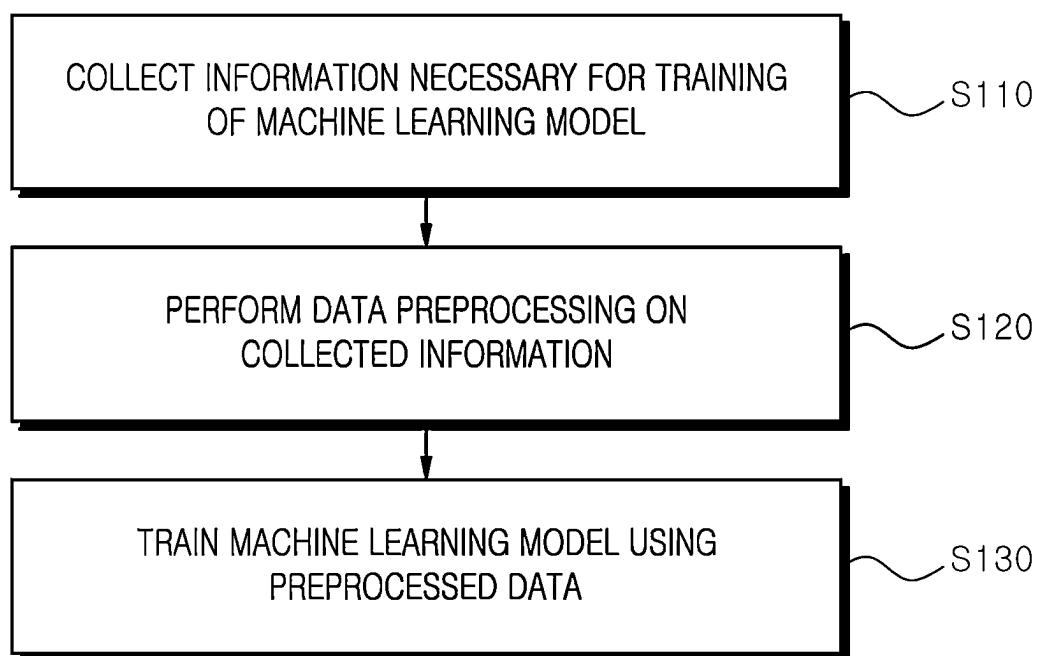 COLLECT INFORMATION NECESSARY FOR TRAINING
OF MACHINE LEARNING MODEL
S110
PERFORM DATA PREPROCESSING ON
COLLECTED INFORMATION
S120
TRAIN MACHINE LEARNING MODEL USING
PREPROCESSED DATA
S130